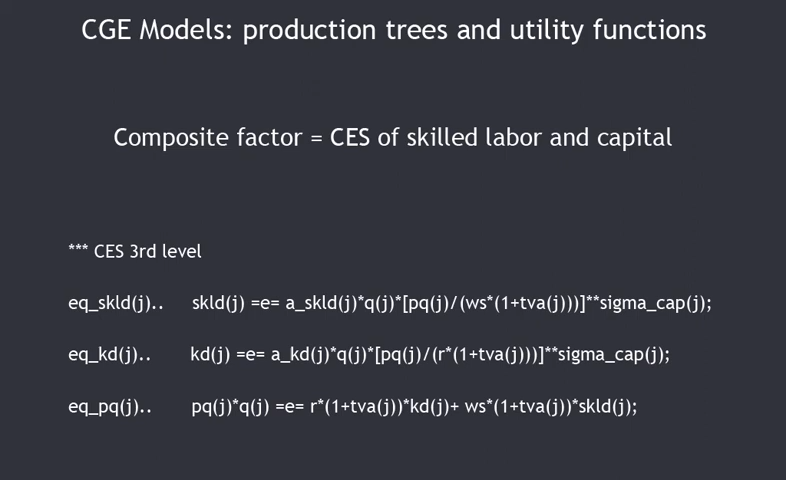 CGE Models: production trees and utility functions
Composite factor = CES of skilled labor and capital
*** CES 3rd level
eq_skld(j).. skld(j) =e= a_skld(j)*q(j)*[pq(j)/(ws*(1+tva(j)))]**sigma_cap(j);
eq_kd(j).. kd(j) =e= a_kd(j)*q(j)*[pq(j)/(r*(1+tva(j)))]**sigma_cap(j);
eq_pq(j).. pq(j)*q(j) =e= r*(1+tva(j))*kd(j)+ ws*(1+tva(j))*skld(j);